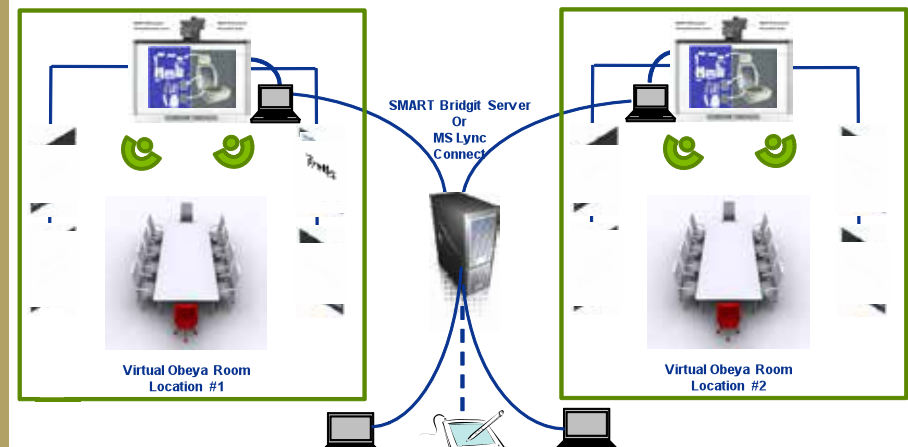 SMART Bridgit Server
Or
MS Lync
Connect
Virtual Obeya Room
Location #1
Virtual Obeya Room
Location #2